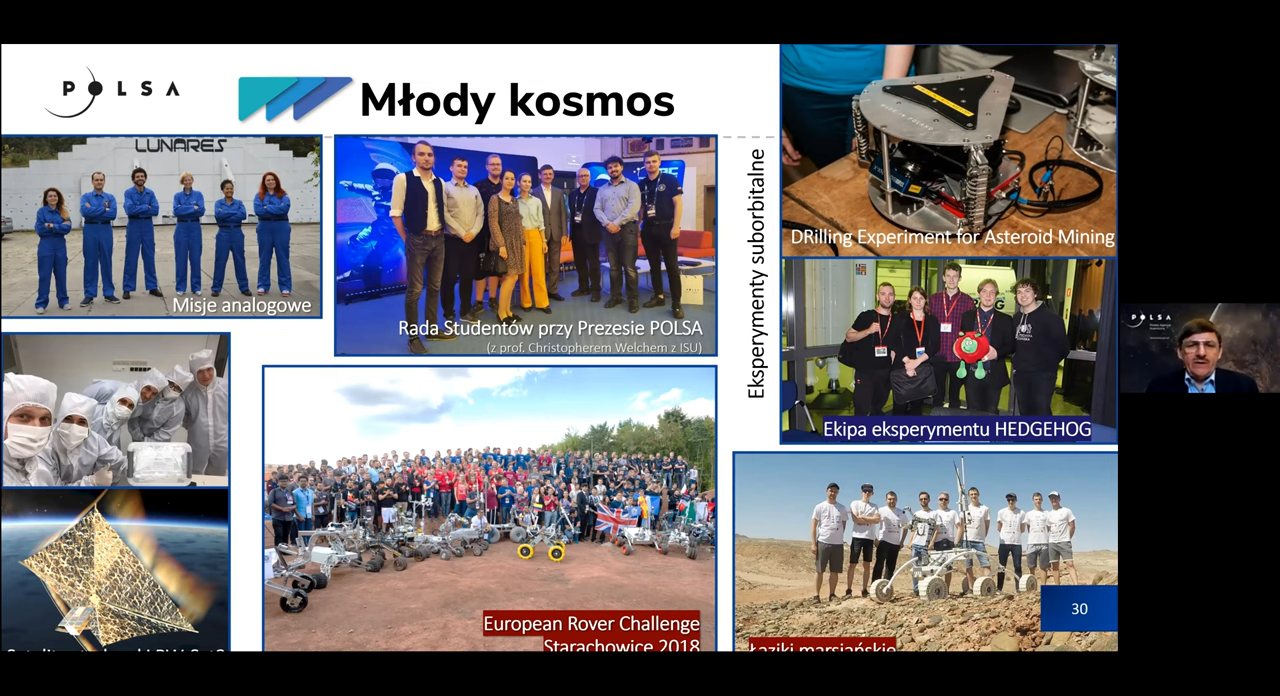 POLSA
Młody kosmos
LUNARES
Misje analogowe
Rada Studentów przy Prezesie POLSA
(z prof. Christopherem Welchem z ISU)
Eksperymenty suborbitalne
DRilling Experiment for Asteroid Mining
Ekipa eksperymentu HEDGEHOG
European Rover Challenge
Starachowice 2018
Łaziki marsjańskie
30
POLSA